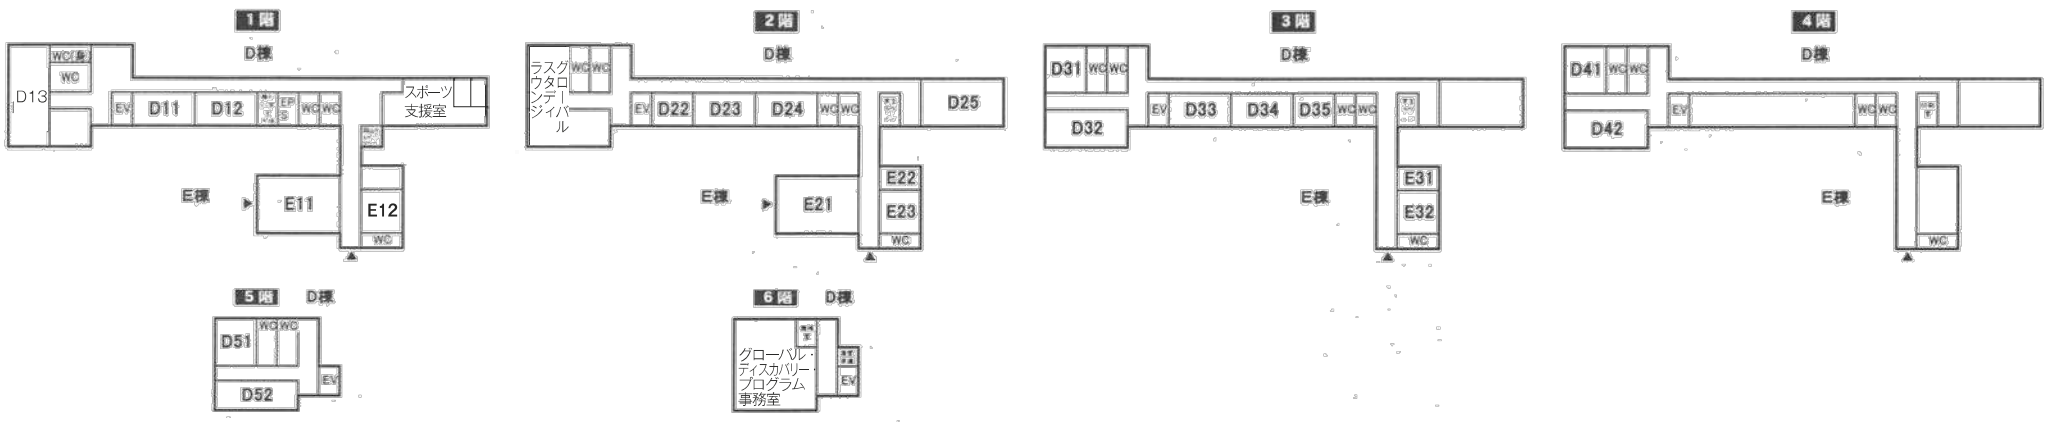 1階
D棟
D13
WC
WC
EV
D11
D12
EP
S
WC
WC
スポーツ
支援室
E棟
E11
E12
WC
2階
D棟
グローバル
スタディーズ
ラウンジ
WC
WC
EV
D22
D23
D24
WC
WC
D25
E棟
E21
E22
E23
WC
3階
D棟
D31
WC
WC
D32
EV
D33
D34
D35
WC
WC
E棟
E31
E32
WC
4階
D棟
D41
WC
WC
D42
EV
WC
WC
E棟
WC
5階
D棟
D51
WC
WC
D52
EV
6階
D棟
グローバル・
ディスカバリー・
プログラム
事務室
EV